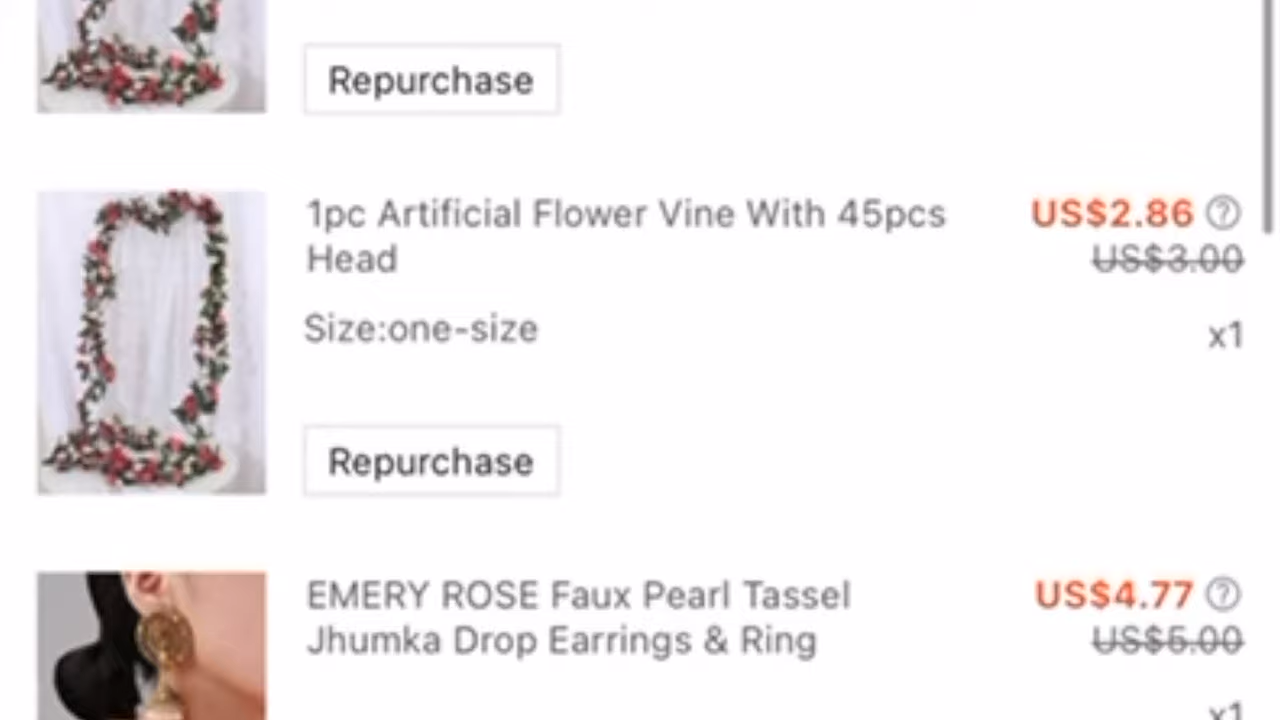 Repurchase
1pc Artificial Flower Vine With 45pcs
Head
US$2.86
US$3.00
Size:one-size
x1
Repurchase
EMERY ROSE Faux Pearl Tassel
Jhumka Drop Earrings & Ring
US$4.77
US$5.00
x1